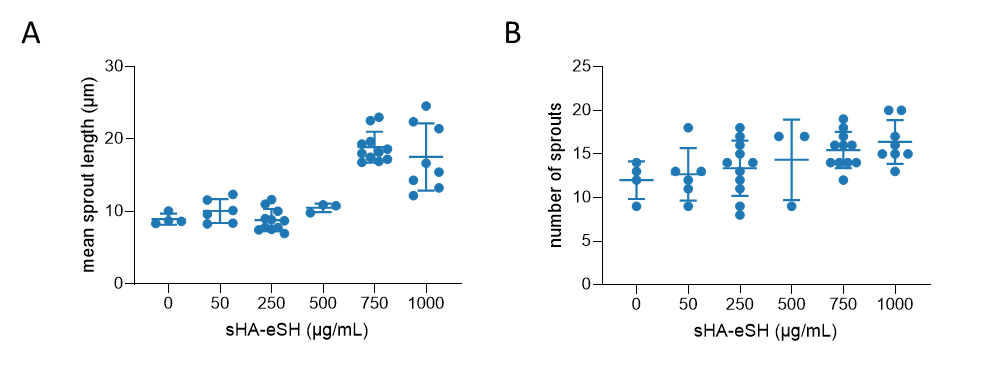 A
mean sprout length (µm)
30
20
10
0
0 50 250 500 750 1000
sHA-eSH (µg/mL)
B
number of sprouts
25
20
15
10
5
0
0 50 250 500 750 1000
sHA-eSH (µg/mL)